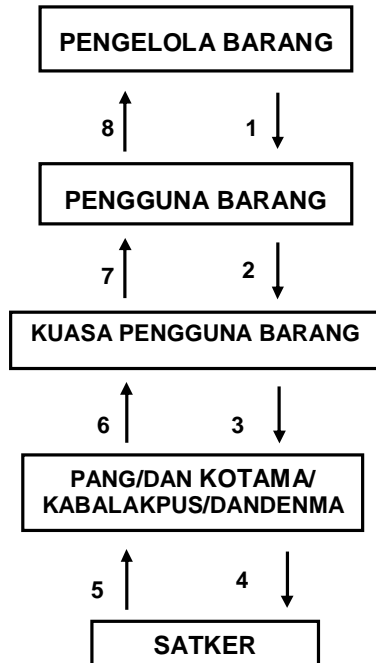 PENGELOLA BARANG
8 1
PENGGUNA BARANG
7 2
KUASA PENGGUNA BARANG
6 3
PANG/DAN KOTAMA/
KABALAKPUS/DANDENMA
5 4
SATKER